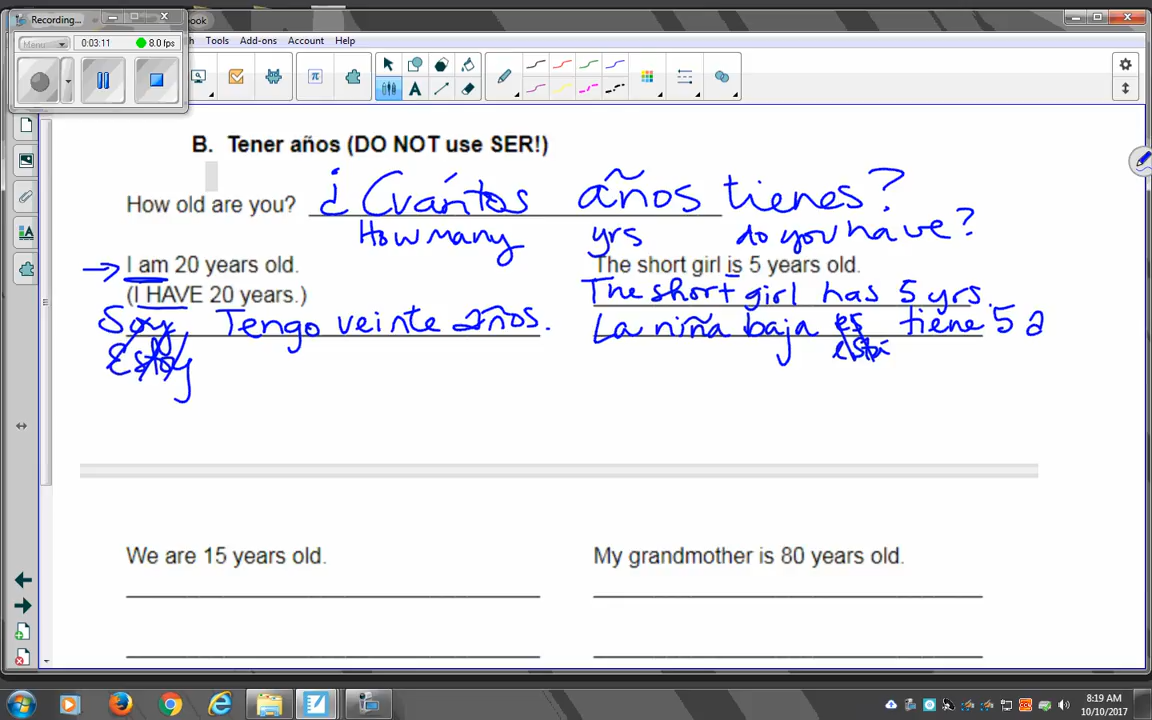 Recording...
ook
Menu
0:03:11
8.0 fps
Tools Add-ons Account Help
B. Tener años (DO NOT use SER!)
How old are you? ¿Cuántos años tienes?
How many yrs do you have?
I am 20 years old.
(I HAVE 20 years.)
Soy Tengo veinte años.
Estoy
The short girl is 5 years old.
The short girl has 5 yrs.
La niña baja es tiene 5 a
está
We are 15 years old.
My grandmother is 80 years old.
8:19 AM
10/10/2017